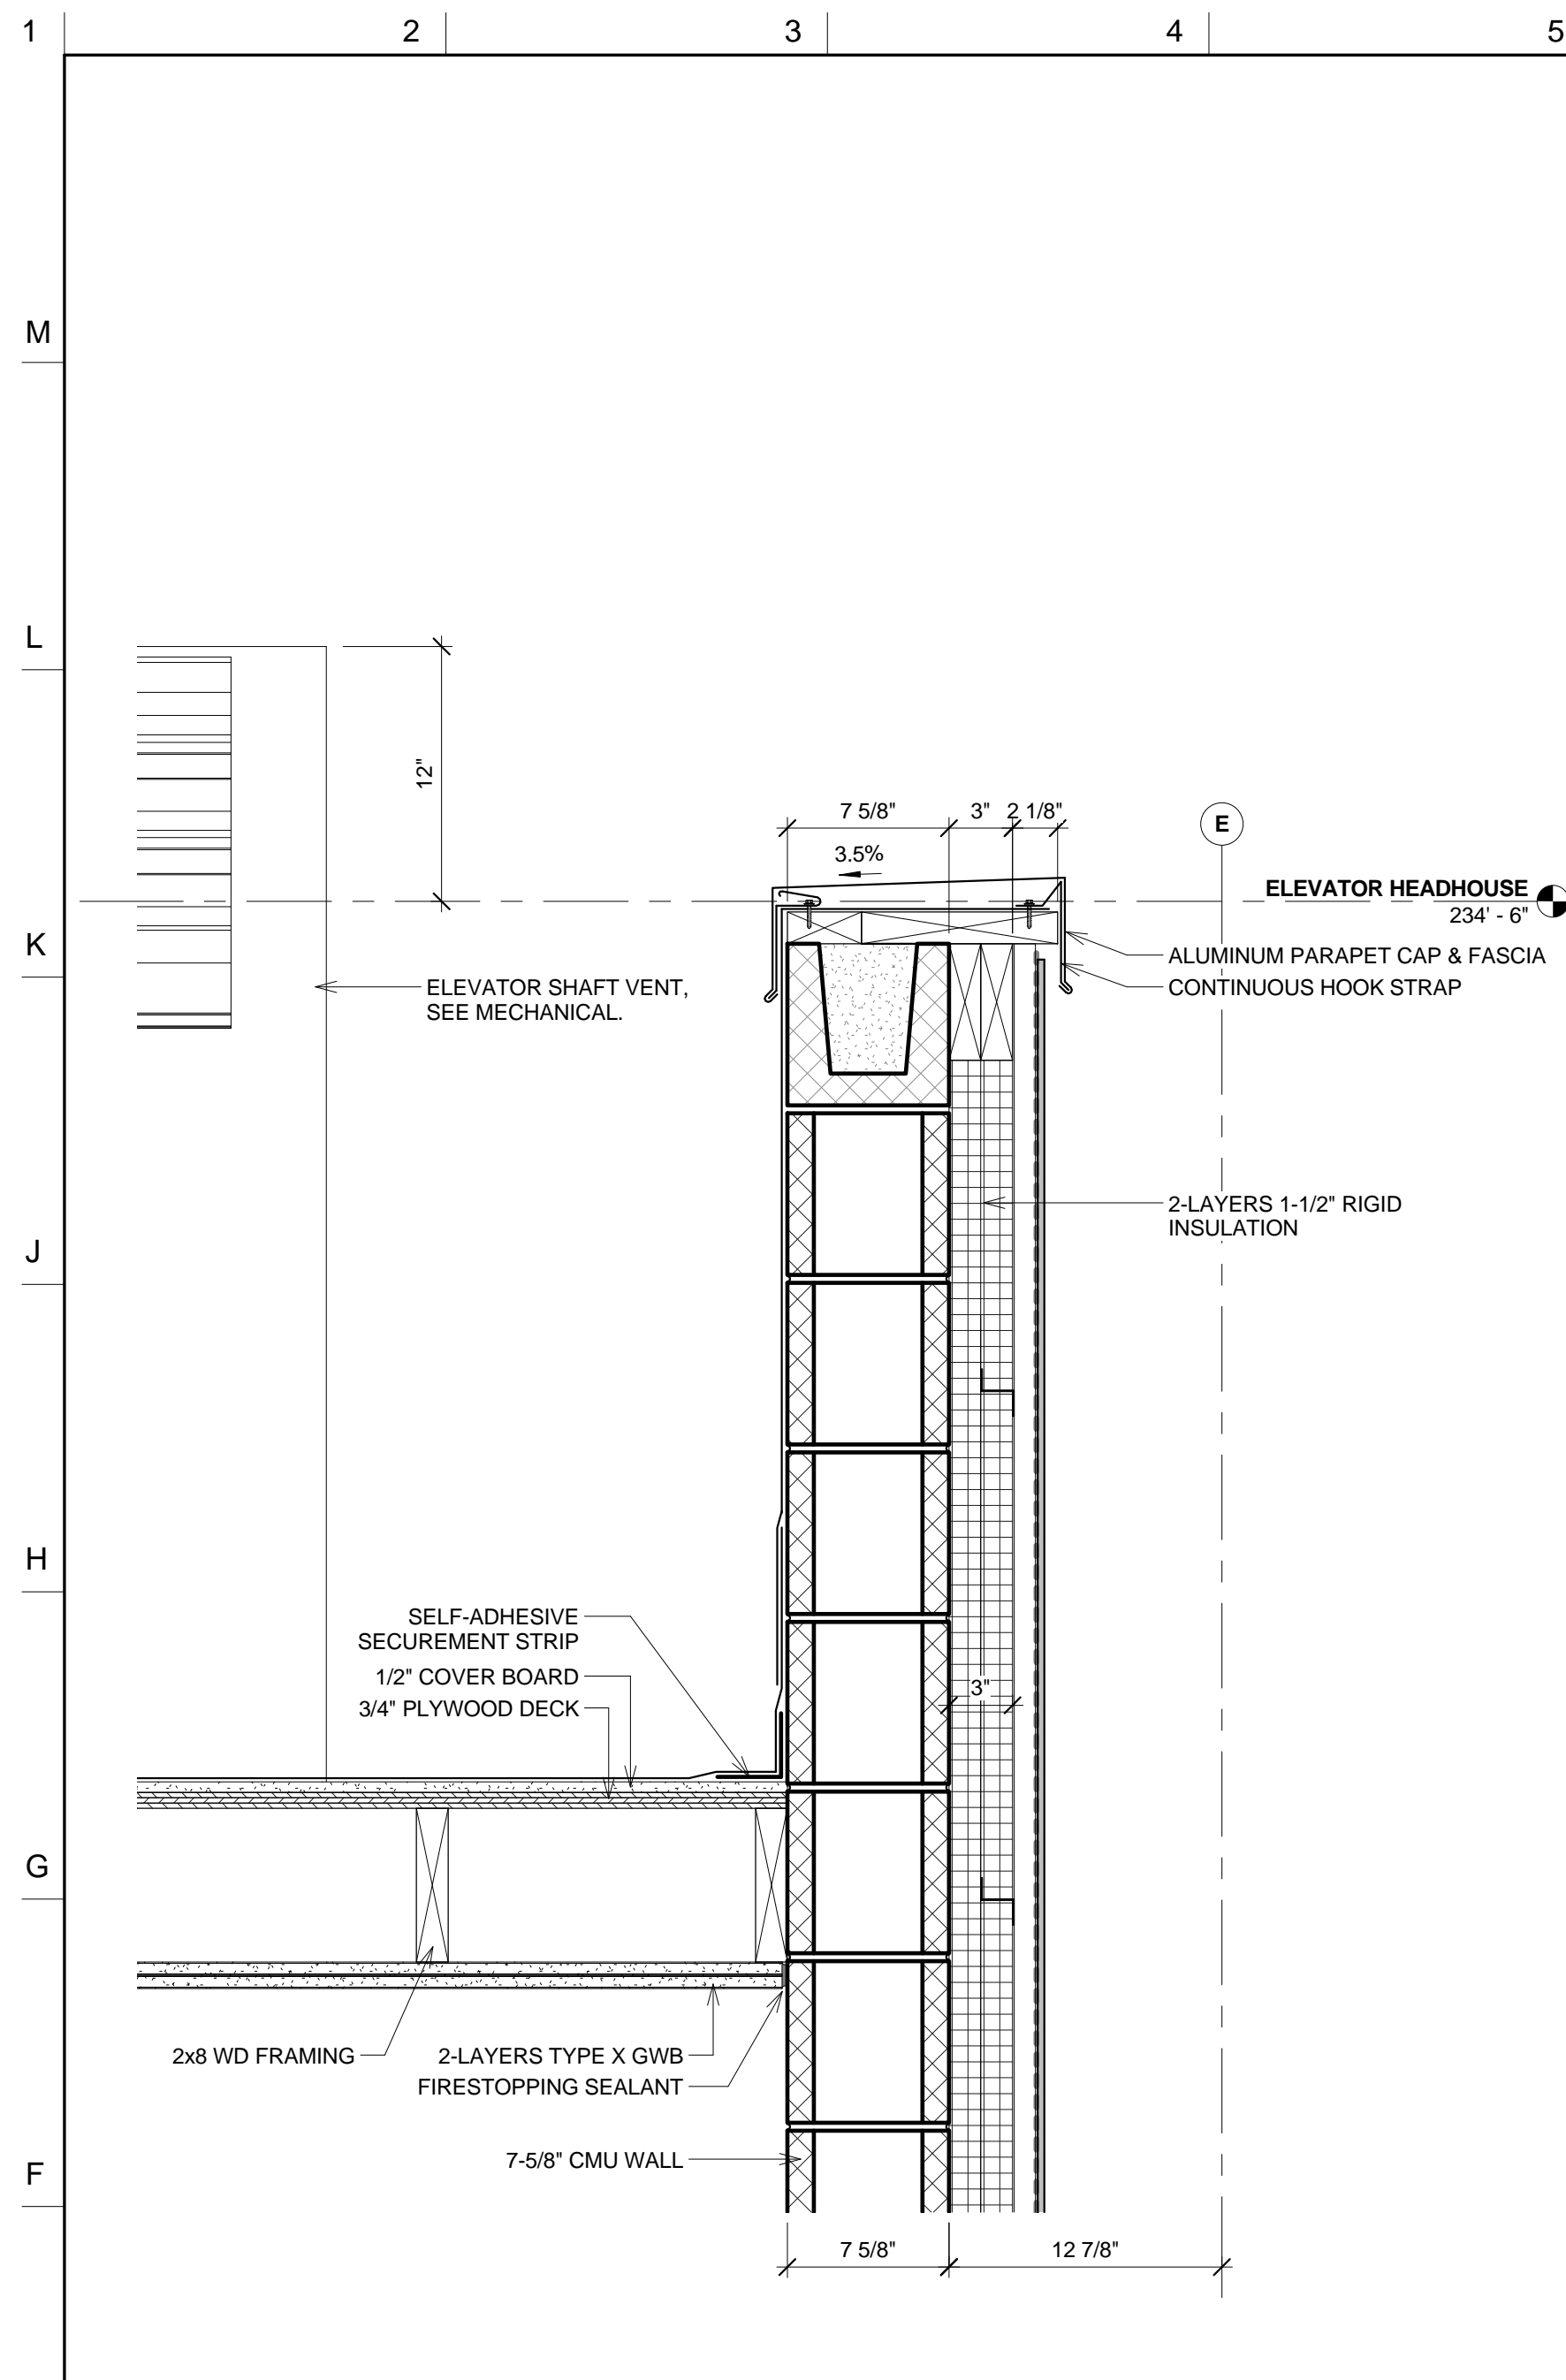 1
2
3
4
5
M
L
12"
7 5/8"
3"
2 1/8"
3.5%
E
ELEVATOR HEADHOUSE
234' - 6"
K
ALUMINUM PARAPET CAP & FASCIA
CONTINUOUS HOOK STRAP
ELEVATOR SHAFT VENT,
SEE MECHANICAL.
2-LAYERS 1-1/2" RIGID
INSULATION
J
H
SELF-ADHESIVE
SECUREMENT STRIP
1/2" COVER BOARD
3/4" PLYWOOD DECK
3"
G
2x8 WD FRAMING
2-LAYERS TYPE X GWB
FIRESTOPPING SEALANT
7-5/8" CMU WALL
F
7 5/8"
12 7/8"